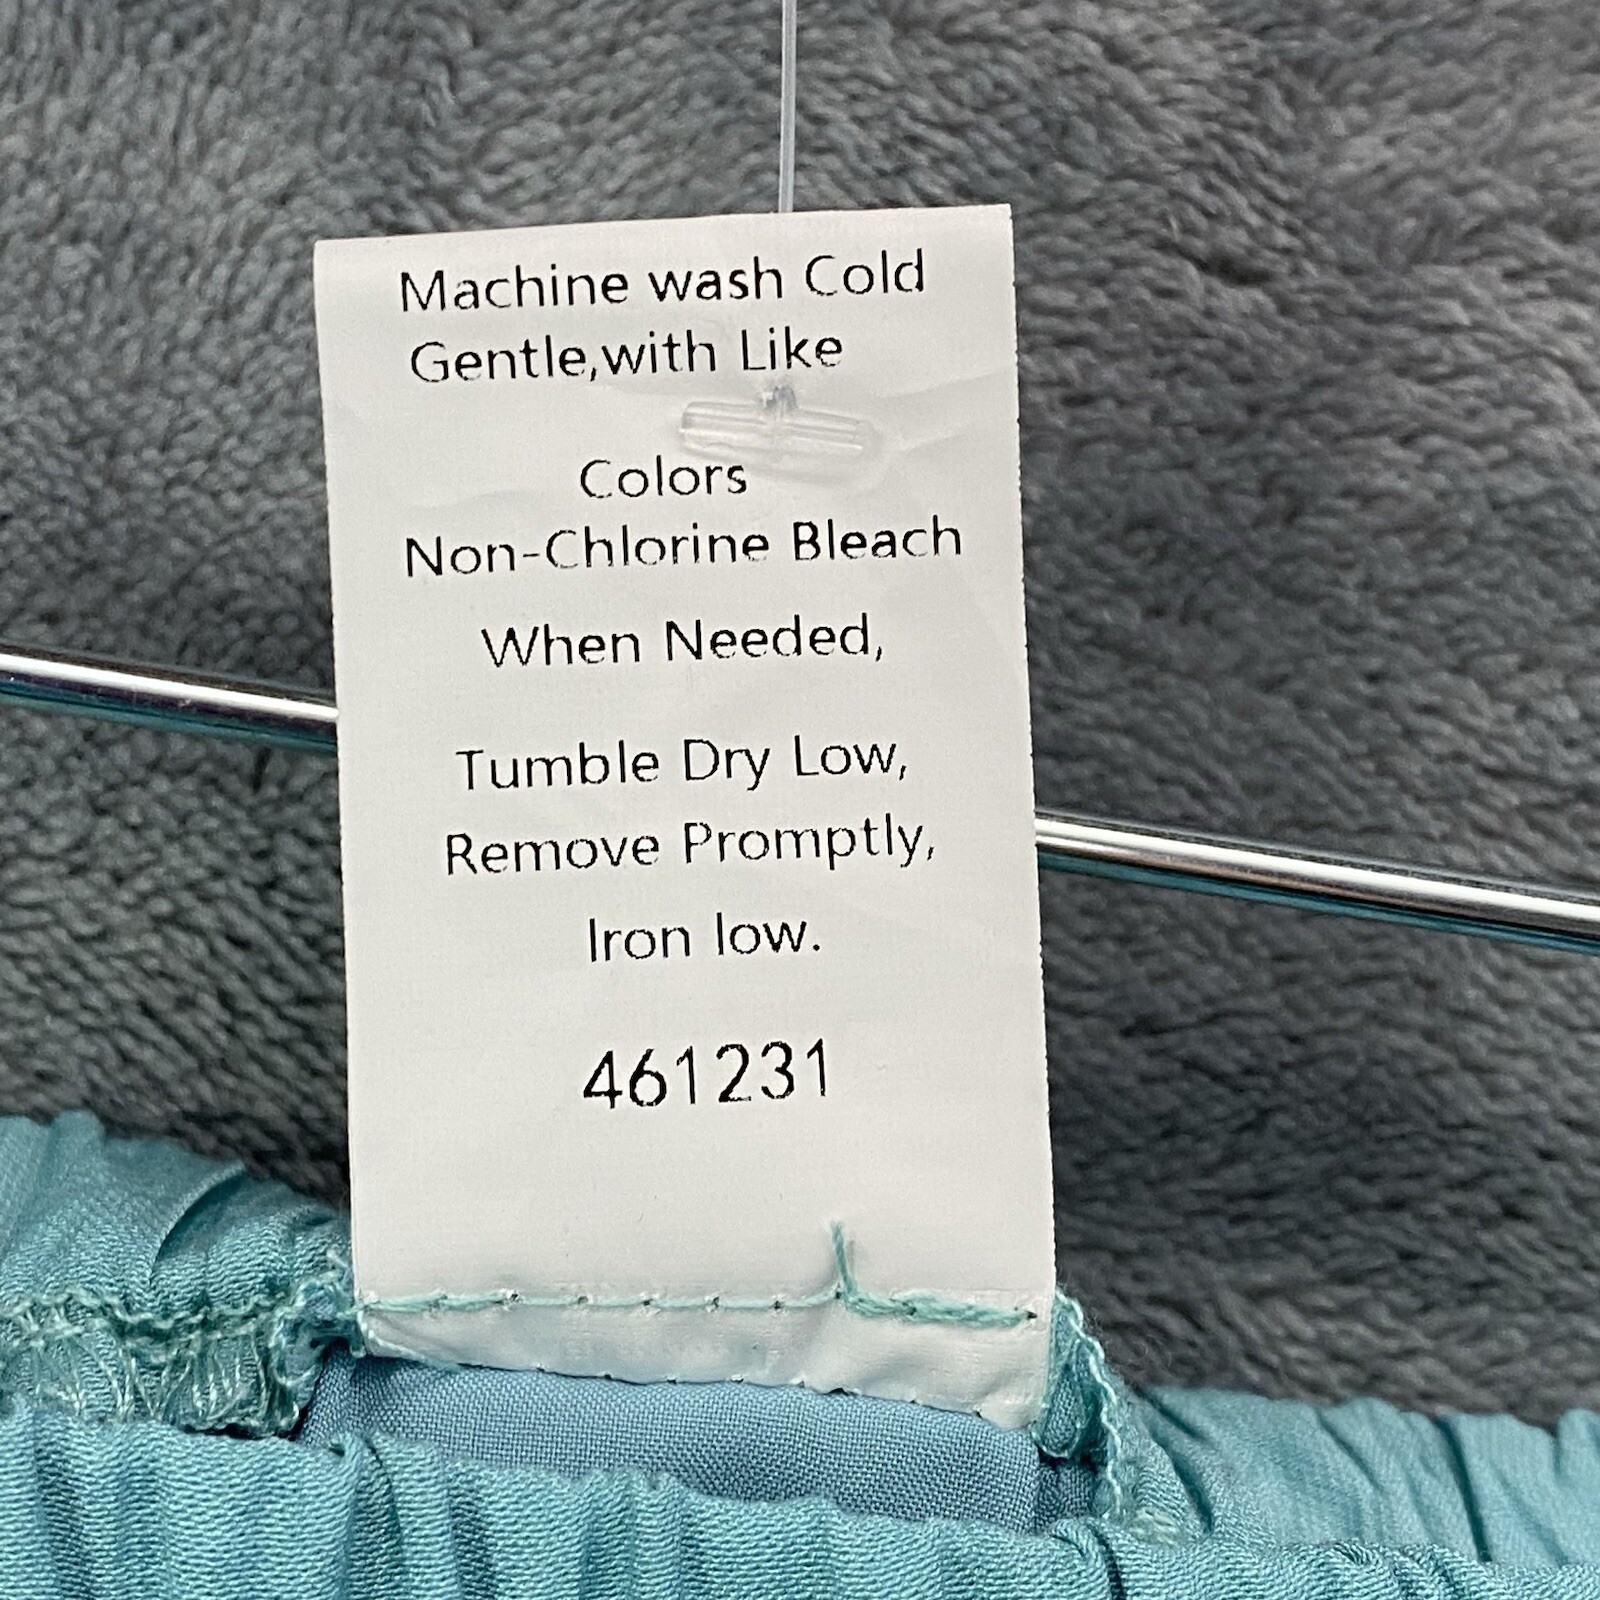 Machine wash Cold
Gentle,with Like
Colors
Non-Chlorine Bleach
When Needed,
Tumble Dry Low,
Remove Promptly,
Iron low.
461231